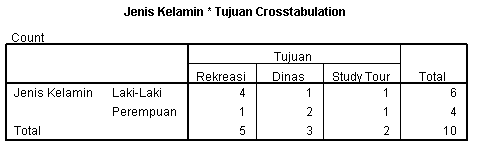 Jenis Kelamin * Tujuan Crosstabulation
Count
Tujuan
Rekreasi Dinas Study Tour Total
Jenis Kelamin Laki-Laki 4 1 1 6
Perempuan 1 2 1 4
Total 5 3 2 10